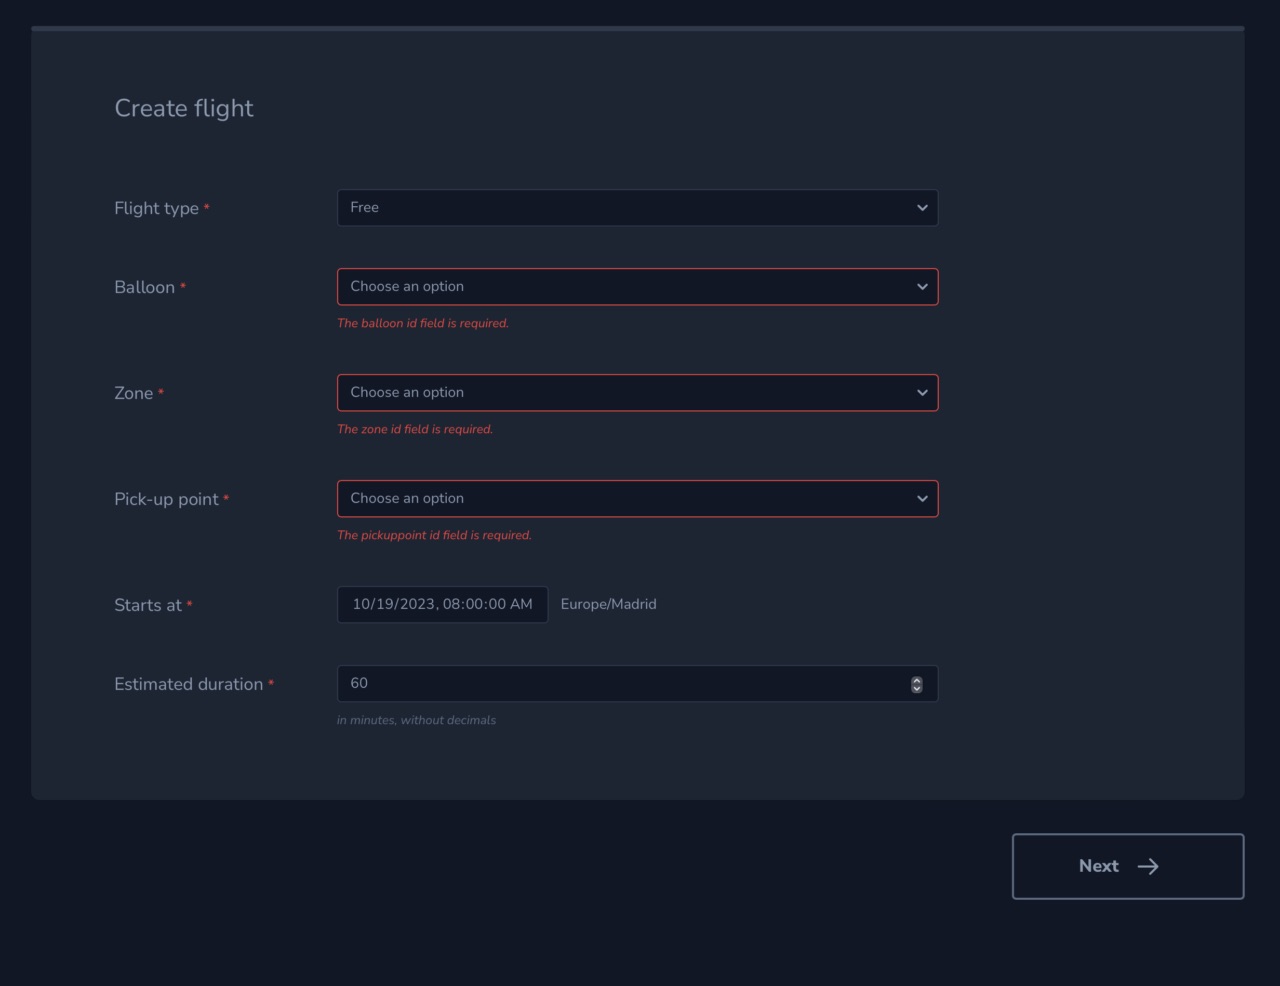 Create flight
Flight type *
Free
Balloon *
Choose an option
The balloon id field is required.
Zone *
Choose an option
The zone id field is required.
Pick-up point *
Choose an option
The pickuppoint id field is required.
Starts at *
10/19/2023, 08:00:00 AM Europe/Madrid
Estimated duration *
60
in minutes, without decimals
Next →